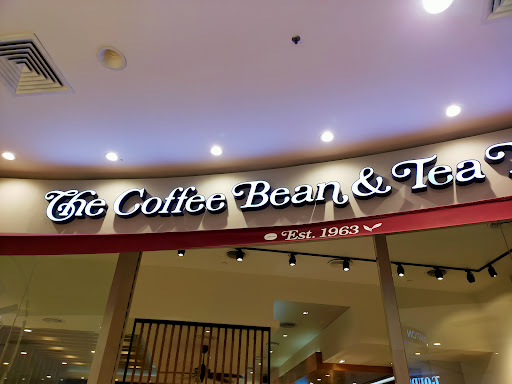 The Coffee Bean & Tea
Est. 1963